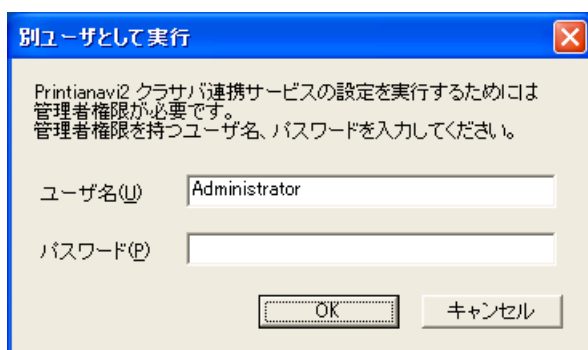 別ユーザとして実行
Printianavi2 クラサバ連携サービスの設定を実行するためには
管理者権限が必要です。
管理者権限を持つユーザ名、パスワードを入力してください。
ユーザ名(U)
Administrator
パスワード(P)
OK
キャンセル